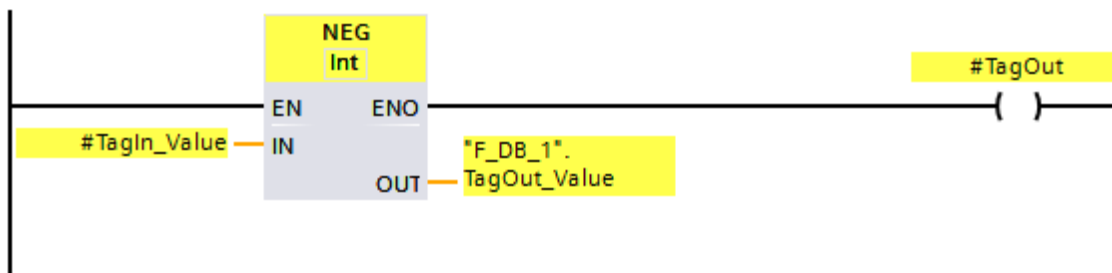 NEG
Int
#TagOut
EN ENO
#TagIn_Value IN
"F_DB_1".
OUT TagOut_Value